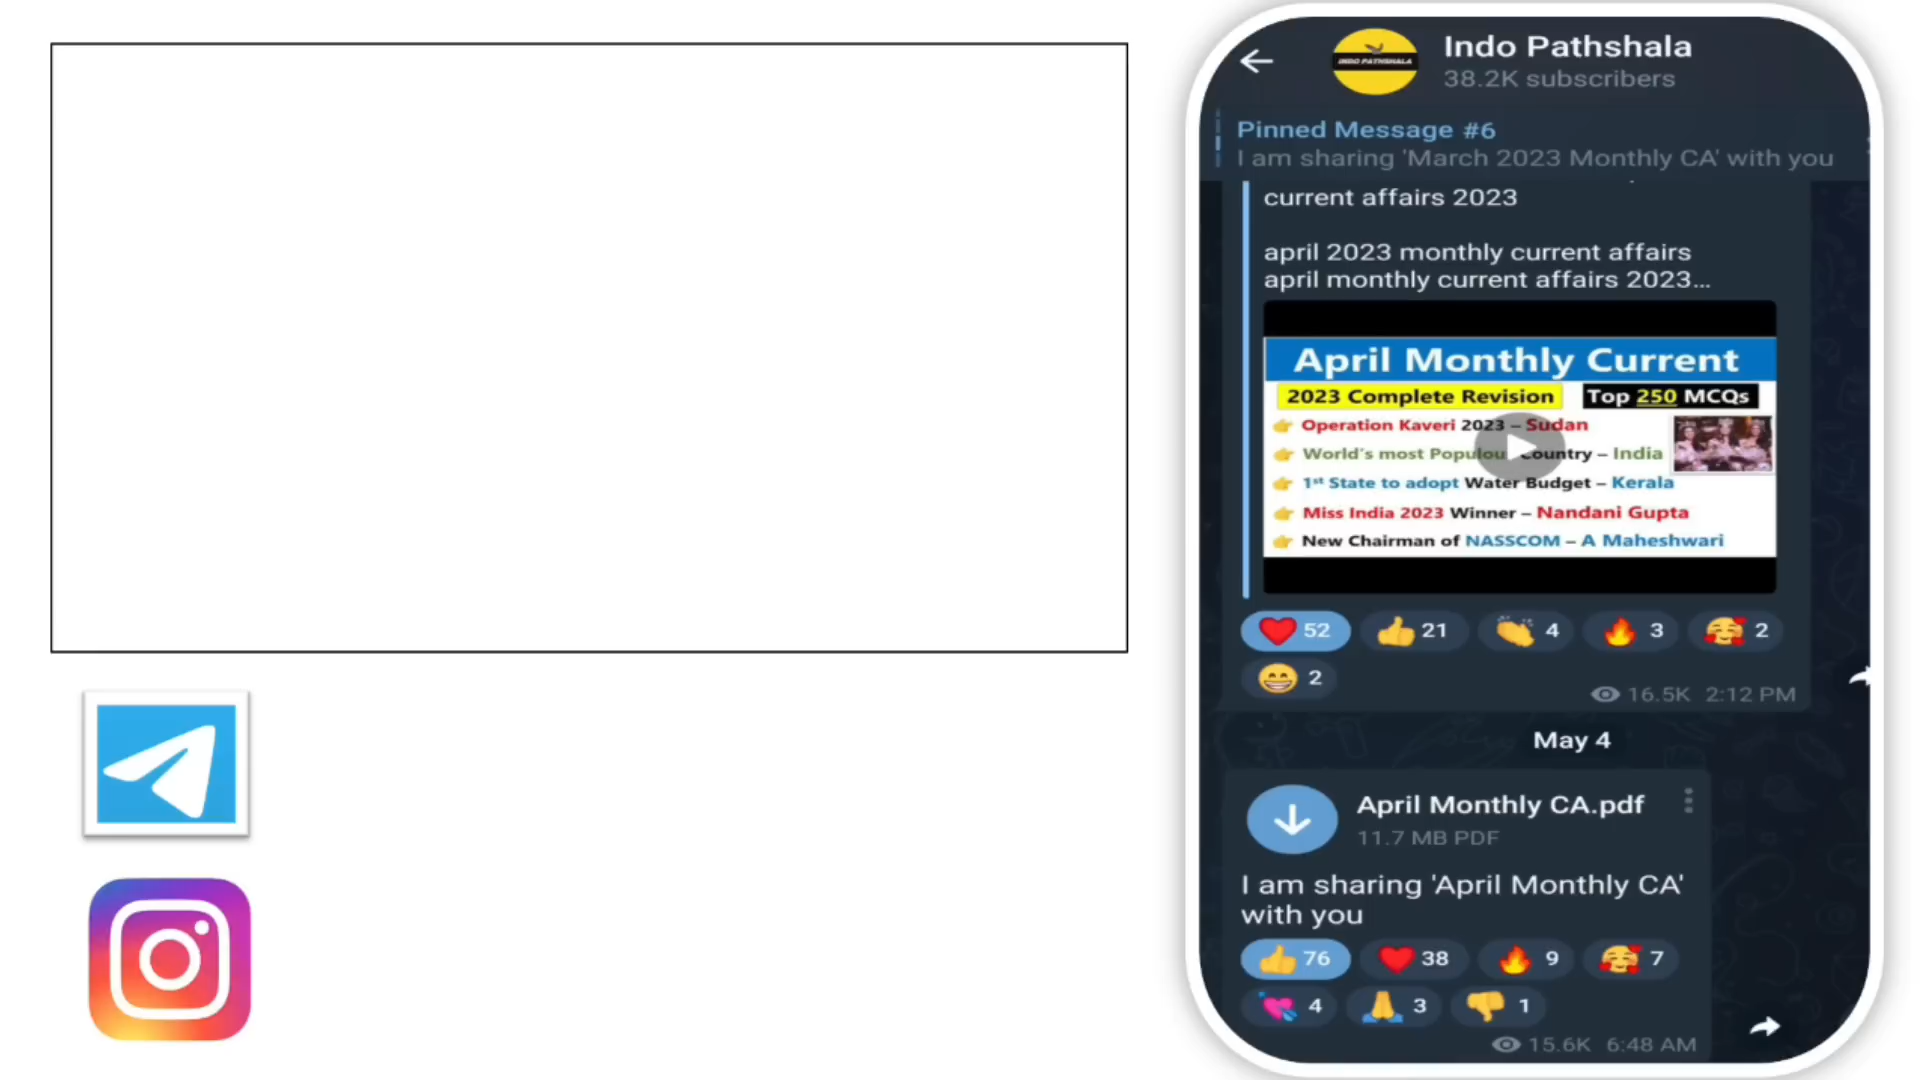 Indo Pathshala
INDO PATHSHALA
38.2K subscribers
Pinned Message #6
I am sharing 'March 2023 Monthly CA' with you
current affairs 2023
april 2023 monthly current affairs
april monthly current affairs 2023...
April Monthly Current
2023 Complete Revision Top 250 MCQs
Operation Kaveri 2023 – Sudan
World's most Populou Country – India
1st State to adopt Water Budget – Kerala
Miss India 2023 Winner – Nandani Gupta
New Chairman of NASSCOM – A Maheshwari
52 21 4 3 2
2
16.5K 2:12 PM
May 4
April Monthly CA.pdf
11.7 MB PDF
I am sharing 'April Monthly CA'
with you
76 38 9 7
4 3 1
15.6K 6:48 AM